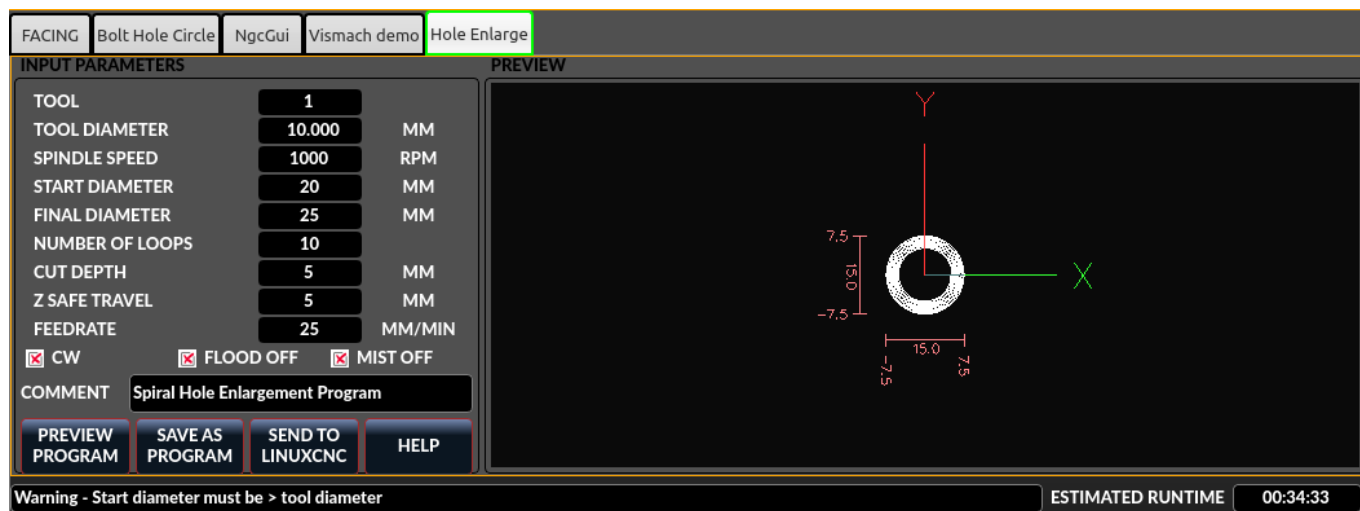 FACING Bolt Hole Circle NgcGui Vismach demo Hole Enlarge
INPUT PARAMETERS
TOOL 1
TOOL DIAMETER 10.000 MM
SPINDLE SPEED 1000 RPM
START DIAMETER 20 MM
FINAL DIAMETER 25 MM
NUMBER OF LOOPS 10
CUT DEPTH 5 MM
Z SAFE TRAVEL 5 MM
FEEDRATE 25 MM/MIN
CW FLOOD OFF MIST OFF
COMMENT Spiral Hole Enlargement Program
PREVIEW PROGRAM
SAVE AS PROGRAM
SEND TO LINUXCNC
HELP
PREVIEW
Y
7.5
15.0
-7.5
X
15.0
-7.5
7.5
Warning - Start diameter must be > tool diameter ESTIMATED RUNTIME 00:34:33